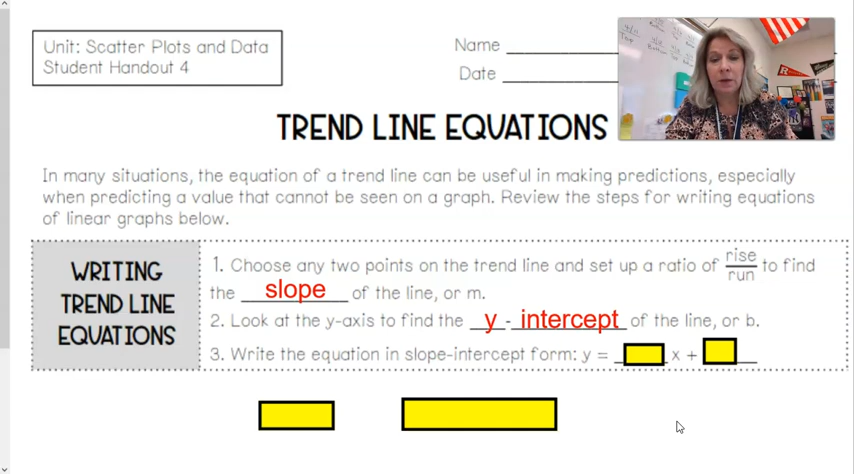 Unit: Scatter Plots and Data
Student Handout 4
Name
Date
TREND LINE EQUATIONS
In many situations, the equation of a trend line can be useful in making predictions, especially
when predicting a value that cannot be seen on a graph. Review the steps for writing equations
of linear graphs below.
WRITING
TREND LINE
EQUATIONS
1. Choose any two points on the trend line and set up a ratio of rise/run to find
the slope of the line, or m.
2. Look at the y-axis to find the y - intercept of the line, or b.
3. Write the equation in slope-intercept form: y = x +